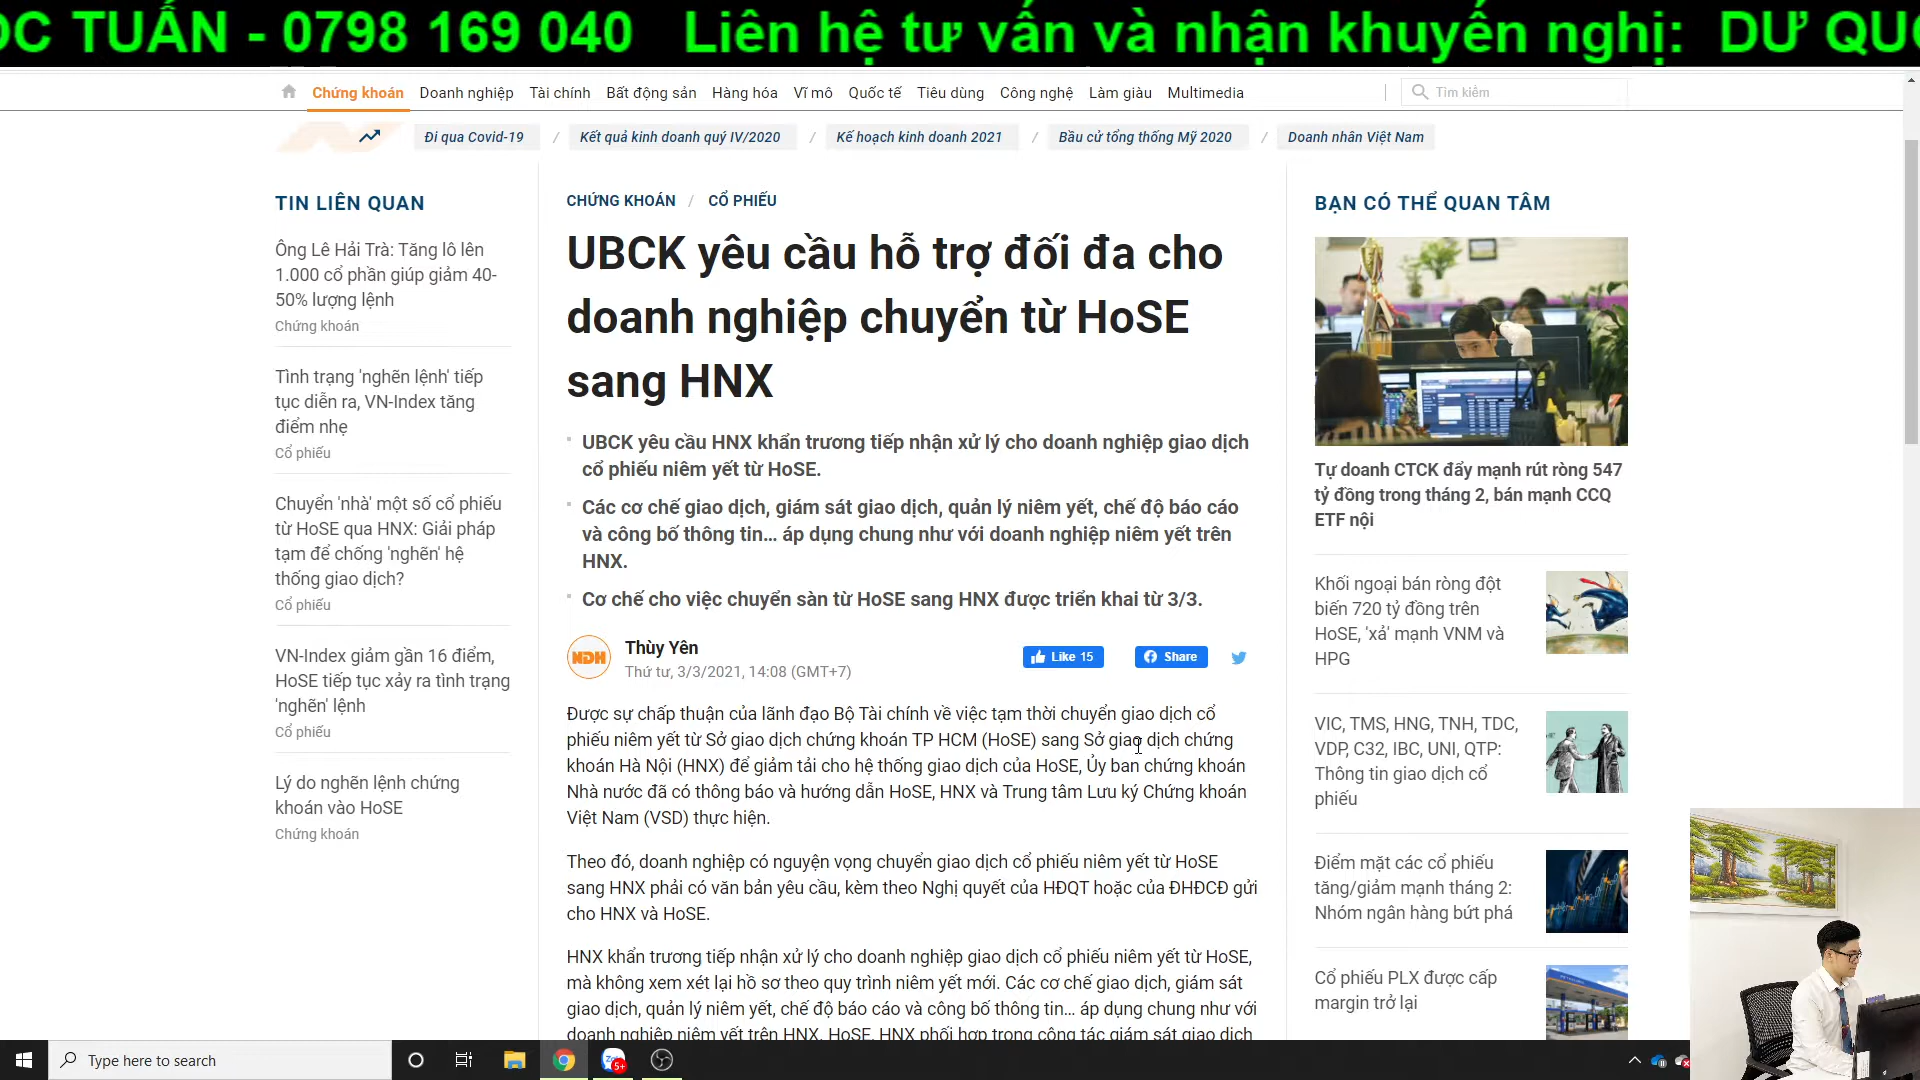 ỌC TUẤN - 0798 169 040 Liên hệ tư vấn và nhận khuyến nghị: DƯ QUỐ
Chứng khoán Doanh nghiệp Tài chính Bất động sản Hàng hóa Vĩ mô Quốc tế Tiêu dùng Công nghệ Làm giàu Multimedia Tìm kiếm
Đi qua Covid-19 / Kết quả kinh doanh quý IV/2020 / Kế hoạch kinh doanh 2021 / Bầu cử tổng thống Mỹ 2020 / Doanh nhân Việt Nam
TIN LIÊN QUAN
Ông Lê Hải Trà: Tăng lô lên
1.000 cổ phần giúp giảm 40-
50% lượng lệnh
Chứng khoán
Tình trạng 'nghẽn lệnh' tiếp
tục diễn ra, VN-Index tăng
điểm nhẹ
Cổ phiếu
Chuyển 'nhà' một số cổ phiếu
từ HoSE qua HNX: Giải pháp
tạm để chống 'nghẽn' hệ
thống giao dịch?
Cổ phiếu
VN-Index giảm gần 16 điểm,
HoSE tiếp tục xảy ra tình trạng
'nghẽn' lệnh
Cổ phiếu
Lý do nghẽn lệnh chứng
khoán vào HoSE
Chứng khoán
CHỨNG KHOÁN / CỔ PHIẾU
UBCK yêu cầu hỗ trợ đối đa cho
doanh nghiệp chuyển từ HoSE
sang HNX
UBCK yêu cầu HNX khẩn trương tiếp nhận xử lý cho doanh nghiệp giao dịch
cổ phiếu niêm yết từ HoSE.
Các cơ chế giao dịch, giám sát giao dịch, quản lý niêm yết, chế độ báo cáo
và công bố thông tin... áp dụng chung như với doanh nghiệp niêm yết trên
HNX.
Cơ chế cho việc chuyển sàn từ HoSE sang HNX được triển khai từ 3/3.
NDH
Thùy Yên
Thứ tư, 3/3/2021, 14:08 (GMT+7)
Like 15 Share
Được sự chấp thuận của lãnh đạo Bộ Tài chính về việc tạm thời chuyển giao dịch cổ
phiếu niêm yết từ Sở giao dịch chứng khoán TP HCM (HoSE) sang Sở giao dịch chứng
khoán Hà Nội (HNX) để giảm tải cho hệ thống giao dịch của HoSE, Ủy ban chứng khoán
Nhà nước đã có thông báo và hướng dẫn HoSE, HNX và Trung tâm Lưu ký Chứng khoán
Việt Nam (VSD) thực hiện.
Theo đó, doanh nghiệp có nguyện vọng chuyển giao dịch cổ phiếu niêm yết từ HoSE
sang HNX phải có văn bản yêu cầu, kèm theo Nghị quyết của HĐQT hoặc của ĐHĐCĐ gửi
cho HNX và HoSE.
HNX khẩn trương tiếp nhận xử lý cho doanh nghiệp giao dịch cổ phiếu niêm yết từ HoSE,
mà không xem xét lại hồ sơ theo quy trình niêm yết mới. Các cơ chế giao dịch, giám sát
giao dịch, quản lý niêm yết, chế độ báo cáo và công bố thông tin... áp dụng chung như với
doanh nghiệp niêm yết trên HNX. HoSE, HNX phối hợp trong công tác giám sát giao dịch
BẠN CÓ THỂ QUAN TÂM
Tự doanh CTCK đẩy mạnh rút ròng 547
tỷ đồng trong tháng 2, bán mạnh CCQ
ETF nội
Khối ngoại bán ròng đột
biến 720 tỷ đồng trên
HoSE, 'xả' mạnh VNM và
HPG
VIC, TMS, HNG, TNH, TDC,
VDP, C32, IBC, UNI, QTP:
Thông tin giao dịch cổ
phiếu
Điểm mặt các cổ phiếu
tăng/giảm mạnh tháng 2:
Nhóm ngân hàng bứt phá
Cổ phiếu PLX được cấp
margin trở lại
Type here to search
Zalo 5+